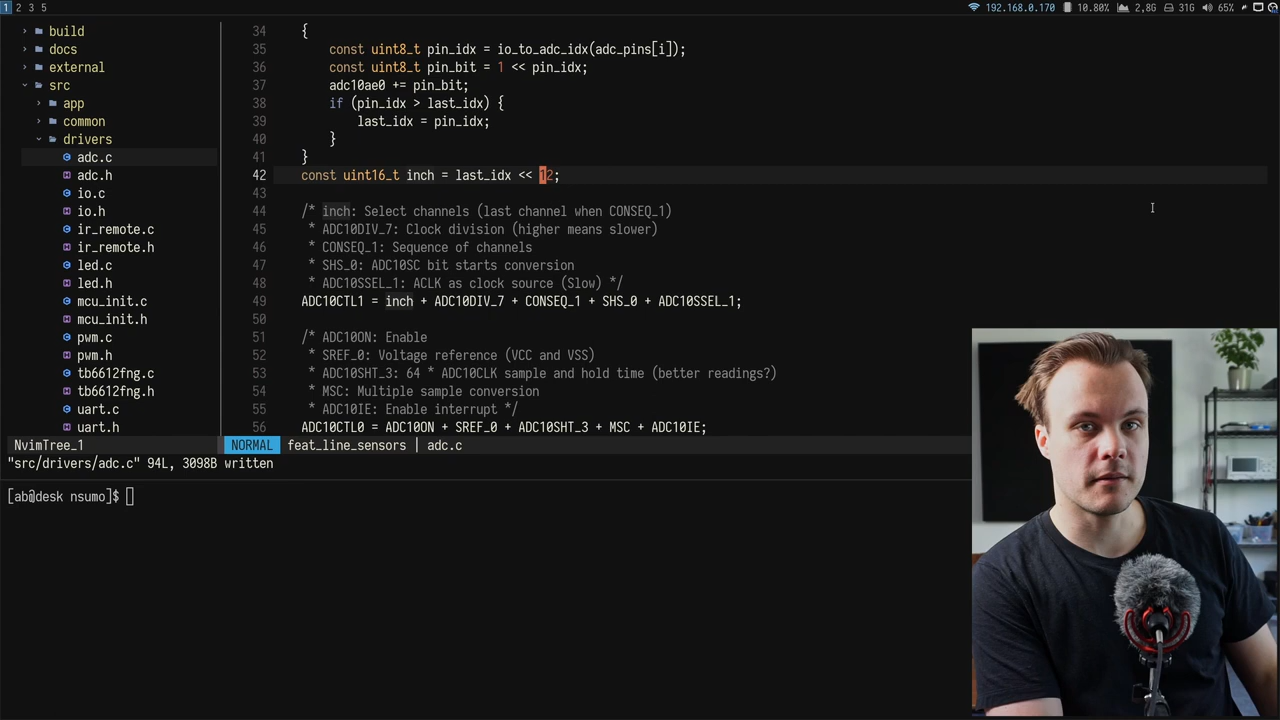 1 2 3 5
192.168.0.170 10.80% 2,8G 31G 65%
build
docs
external
src
app
common
drivers
adc.c
adc.h
io.c
io.h
ir_remote.c
ir_remote.h
led.c
led.h
mcu_init.c
mcu_init.h
pwm.c
pwm.h
tb6612fng.c
tb6612fng.h
uart.c
uart.h
34 {
35 const uint8_t pin_idx = io_to_adc_idx(adc_pins[i]);
36 const uint8_t pin_bit = 1 << pin_idx;
37 adc10ae0 += pin_bit;
38 if (pin_idx > last_idx) {
39 last_idx = pin_idx;
40 }
41 }
42 const uint16_t inch = last_idx << 12;
43
44 /* inch: Select channels (last channel when CONSEQ_1)
45 * ADC10DIV_7: Clock division (higher means slower)
46 * CONSEQ_1: Sequence of channels
47 * SHS_0: ADC10SC bit starts conversion
48 * ADC10SSEL_1: ACLK as clock source (Slow) */
49 ADC10CTL1 = inch + ADC10DIV_7 + CONSEQ_1 + SHS_0 + ADC10SSEL_1;
50
51 /* ADC10ON: Enable
52 * SREF_0: Voltage reference (VCC and VSS)
53 * ADC10SHT_3: 64 * ADC10CLK sample and hold time (better readings?)
54 * MSC: Multiple sample conversion
55 * ADC10IE: Enable interrupt */
56 ADC10CTL0 = ADC10ON + SREF_0 + ADC10SHT_3 + MSC + ADC10IE;
NvimTree_1 NORMAL feat_line_sensors | adc.c
"src/drivers/adc.c" 94L, 3098B written
[ab@desk nsumo]$